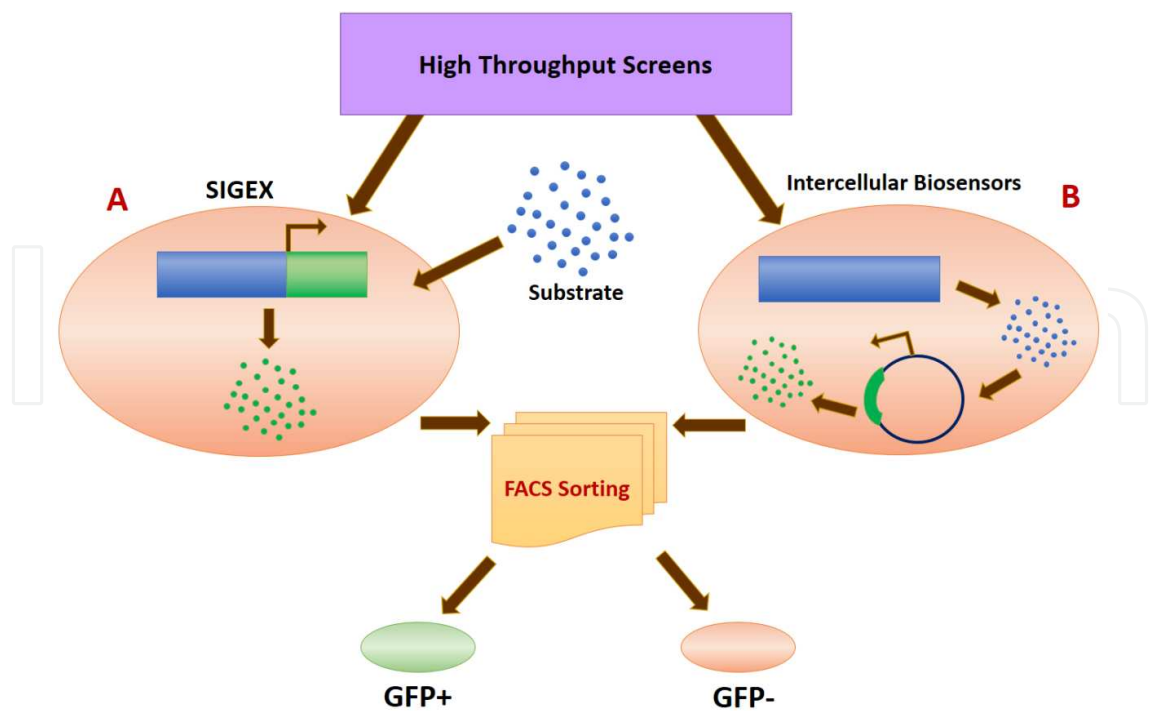 High Throughput Screens
A
SIGEX
Substrate
Intercellular Biosensors
B
FACS Sorting
GFP+
GFP-